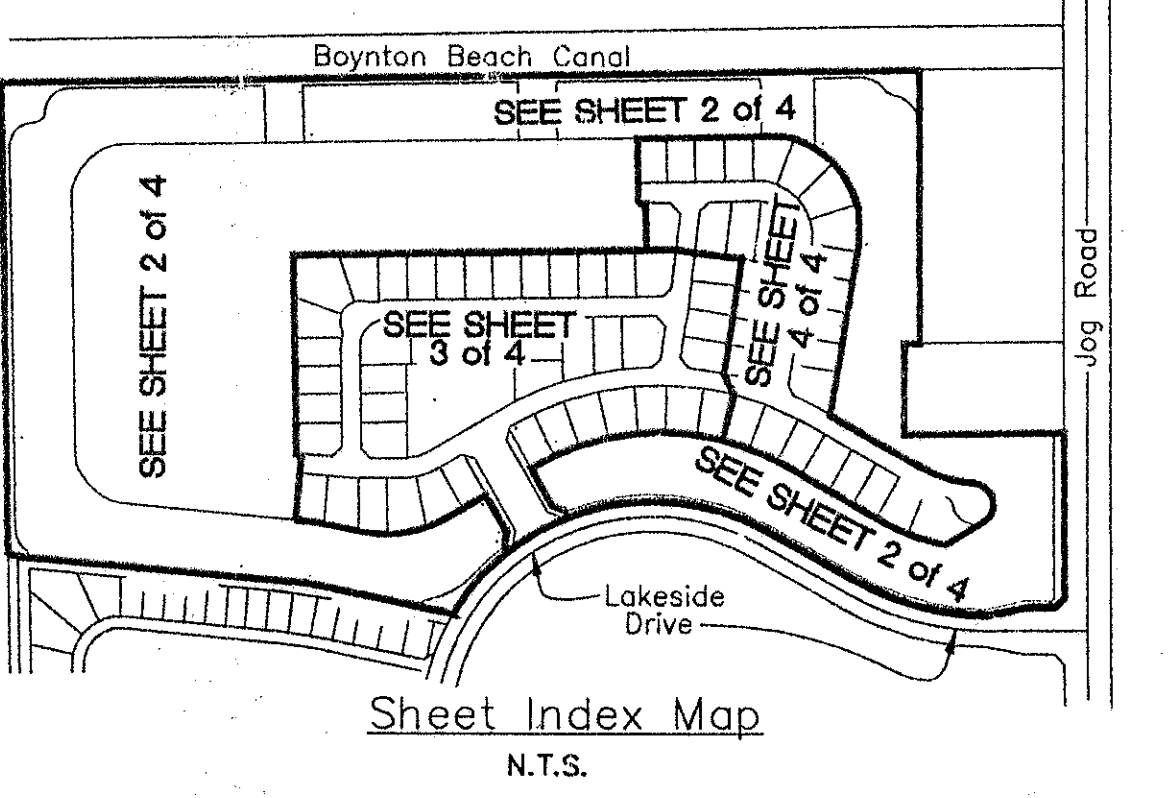 Boynton Beach Canal
SEE SHEET 2 of 4
SEE SHEET 2 of 4
SEE SHEET
4 of 4
SEE SHEET
3 of 4
Jog Road
SEE SHEET 2 of 4
Lakeside
Drive
Sheet Index Map
N.T.S.